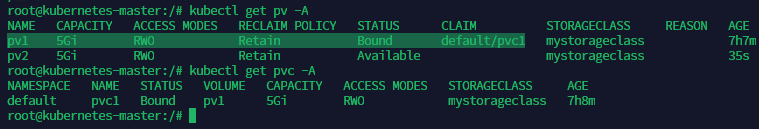 root@kubernetes-master:/# kubectl get pv -A
NAME CAPACITY ACCESS MODES RECLAIM POLICY STATUS CLAIM STORAGECLASS REASON AGE
pv1 5Gi RWO Retain Bound default/pvc1 mystorageclass 7h7m
pv2 5Gi RWO Retain Available mystorageclass 35s
root@kubernetes-master:/# kubectl get pvc -A
NAMESPACE NAME STATUS VOLUME CAPACITY ACCESS MODES STORAGECLASS AGE
default pvc1 Bound pv1 5Gi RWO mystorageclass 7h8m
root@kubernetes-master:/#